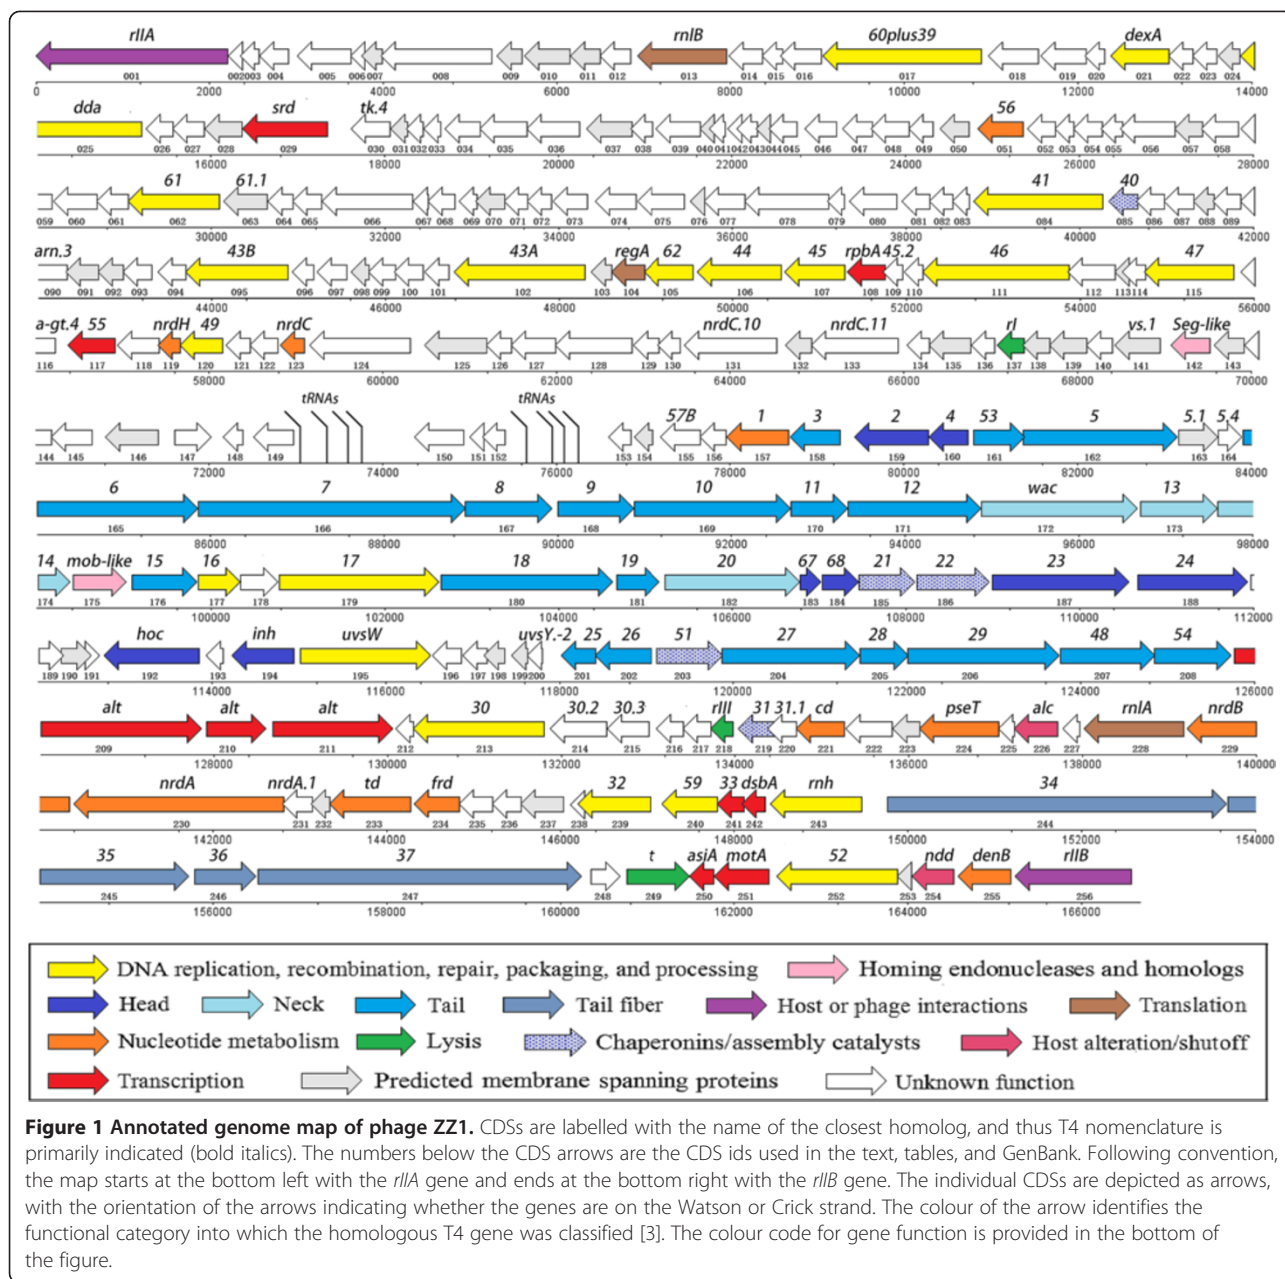 rIIA rnlB 60plus39 dexA
001 002 003 004 005 006 007 008 009 010 011 012 013 014 015 016 017 018 019 020 021 022 023 024
0 2000 4000 6000 8000 10000 12000 14000
dda srd tk.4 56
025 026 027 028 029 030 031 032 033 034 035 036 037 038 039 040 041 042 043 044 045 046 047 048 049 050 051 052 053 054 055 056 057 058
16000 18000 20000 22000 24000 26000 28000
61 61.1 41 40
059 060 061 062 063 064 065 066 067 068 069 070 071 072 073 074 075 076 077 078 079 080 081 082 083 084 085 086 087 088 089
30000 32000 34000 36000 38000 40000 42000
arn.3 43B 43A regA 62 44 45 rpbA 45.2 46 47
090 091 092 093 094 095 096 097 098 099 100 101 102 103 104 105 106 107 108 109 110 111 112 113 114 115
44000 46000 48000 50000 52000 54000 56000
a-gt.4 55 nrdH 49 nrdC nrdC.10 nrdC.11 rI vs.1 Seg-like
116 117 118 119 120 121 122 123 124 125 126 127 128 129 130 131 132 133 134 135 136 137 138 139 140 141 142 143
58000 60000 62000 64000 66000 68000 70000
tRNAs tRNAs 57B 1 3 2 4 53 5 5.1 5.4
144 145 146 147 148 149 150 151 152 153 154 155 156 157 158 159 160 161 162 163 164
72000 74000 76000 78000 80000 82000 84000
6 7 8 9 10 11 12 wac 13
165 166 167 168 169 170 171 172 173
86000 88000 90000 92000 94000 96000 98000
14 mob-like 15 16 17 18 19 20 67 68 21 22 23 24
174 175 176 177 178 179 180 181 182 183 184 185 186 187 188
100000 102000 104000 106000 108000 110000 112000
hoc inh uvsW uvsY.-2 25 26 51 27 28 29 48 54
189 190 191 192 193 194 195 196 197 198 199 200 201 202 203 204 205 206 207 208
114000 116000 118000 120000 122000 124000 126000
alt alt alt 30 30.2 30.3 rIII 31 31.1 cd pseT alc rnlA nrdB
209 210 211 212 213 214 215 216 217 218 219 220 221 222 223 224 225 226 227 228 229
128000 130000 132000 134000 136000 138000 140000
nrdA nrdA.1 td frd 32 59 33 dsbA rnh 34
230 231 232 233 234 235 236 237 238 239 240 241 242 243 244
142000 144000 146000 148000 150000 152000 154000
35 36 37 t asiA motA 52 ndd denB rIIB
245 246 247 248 249 250 251 252 253 254 255 256
156000 158000 160000 162000 164000 166000
DNA replication, recombination, repair, packaging, and processing Homing endonucleases and homologs
Head Neck Tail Tail fiber Host or phage interactions Translation
Nucleotide metabolism Lysis Chaperonins/assembly catalysts Host alteration/shutoff
Transcription Predicted membrane spanning proteins Unknown function
Figure 1 Annotated genome map of phage ZZ1. CDSs are labelled with the name of the closest homolog, and thus T4 nomenclature is
primarily indicated (bold italics). The numbers below the CDS arrows are the CDS ids used in the text, tables, and GenBank. Following convention,
the map starts at the bottom left with the rIIA gene and ends at the bottom right with the rIIB gene. The individual CDSs are depicted as arrows,
with the orientation of the arrows indicating whether the genes are on the Watson or Crick strand. The colour of the arrow identifies the
functional category into which the homologous T4 gene was classified [3]. The colour code for gene function is provided in the bottom of
the figure.